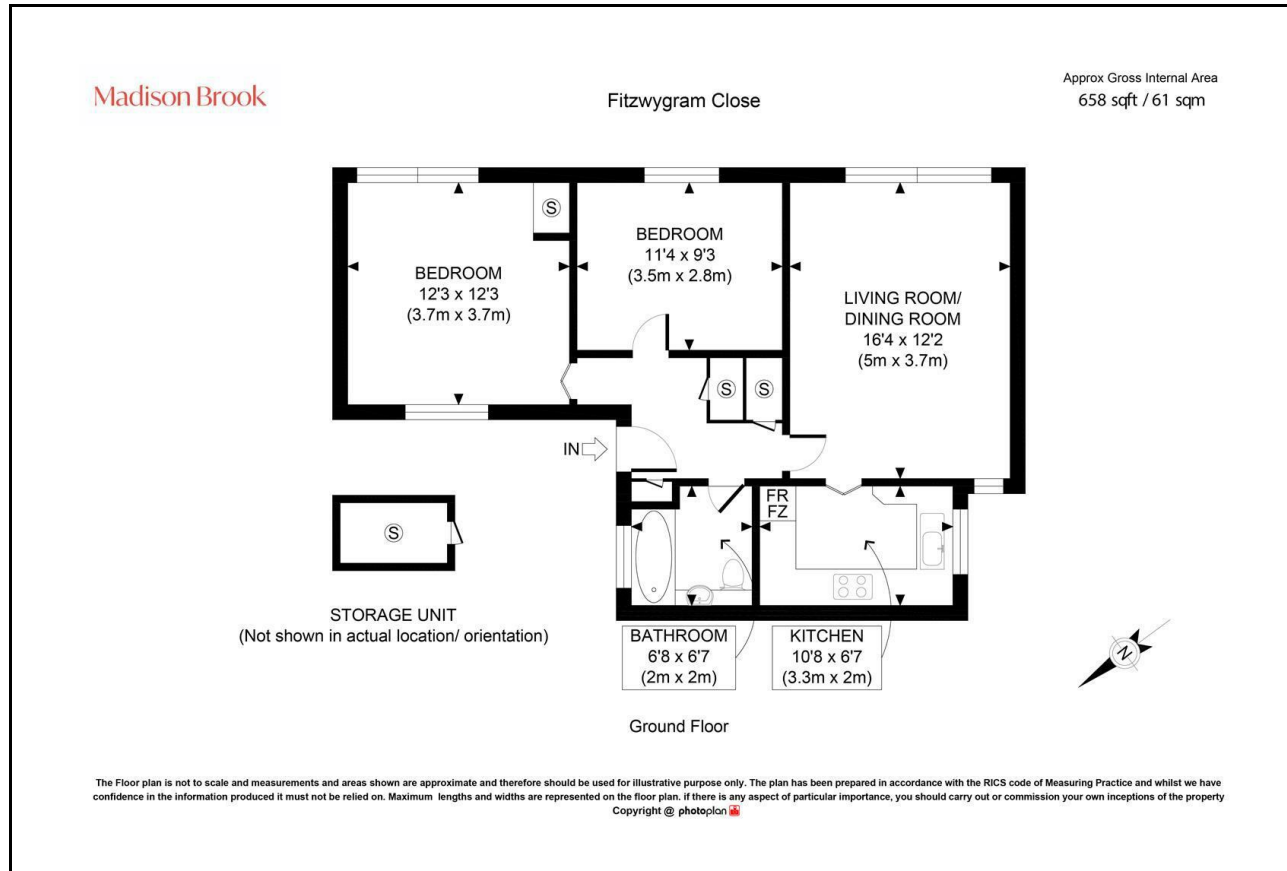 Madison Brook
Fitzwygram Close
Approx Gross Internal Area
658 sqft / 61 sqm
BEDROOM
12'3 x 12'3
(3.7m x 3.7m)
S
BEDROOM
11'4 x 9'3
(3.5m x 2.8m)
LIVING ROOM/
DINING ROOM
16'4 x 12'2
(5m x 3.7m)
S
S
IN
FR
FZ
S
STORAGE UNIT
(Not shown in actual location/ orientation)
BATHROOM
6'8 x 6'7
(2m x 2m)
KITCHEN
10'8 x 6'7
(3.3m x 2m)
N
Ground Floor
The Floor plan is not to scale and measurements and areas shown are approximate and therefore should be used for illustrative purpose only. The plan has been prepared in accordance with the RICS code of Measuring Practice and whilst we have
confidence in the information produced it must not be relied on. Maximum lengths and widths are represented on the floor plan. if there is any aspect of particular importance, you should carry out or commission your own inceptions of the property
Copyright @ photoplan